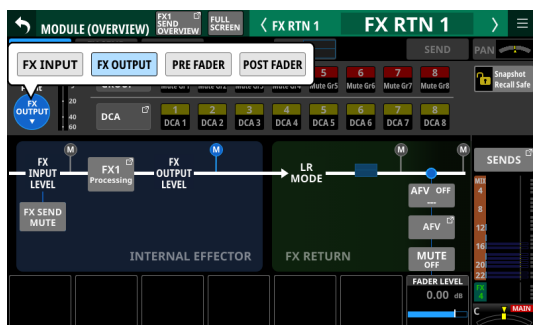 MODULE (OVERVIEW)
FX1
SEND
OVERVIEW
FULL
SCREEN
FX RTN 1
FX RTN 1
SEND
PAN
FX INPUT
FX OUTPUT
PRE FADER
POST FADER
5 6 7 8
Mute Gr5 Mute Gr6 Mute Gr7 Mute Gr8
Snapshot
Recall Safe
FX
OUTPUT
20
40
60
DCA
1 2 3 4 5 6 7 8
DCA 1 DCA 2 DCA 3 DCA 4 DCA 5 DCA 6 DCA 7 DCA 8
M M M M
FX
INPUT
LEVEL
FX1
Processing
FX
OUTPUT
LEVEL
LR
MODE
FX SEND
MUTE
AFV OFF
---
AFV
MUTE
OFF
INTERNAL EFFECTOR
FX RETURN
SENDS
MIX
4
8
12
16
20
22
FX
4
FADER LEVEL
0.00 dB
C
MAIN